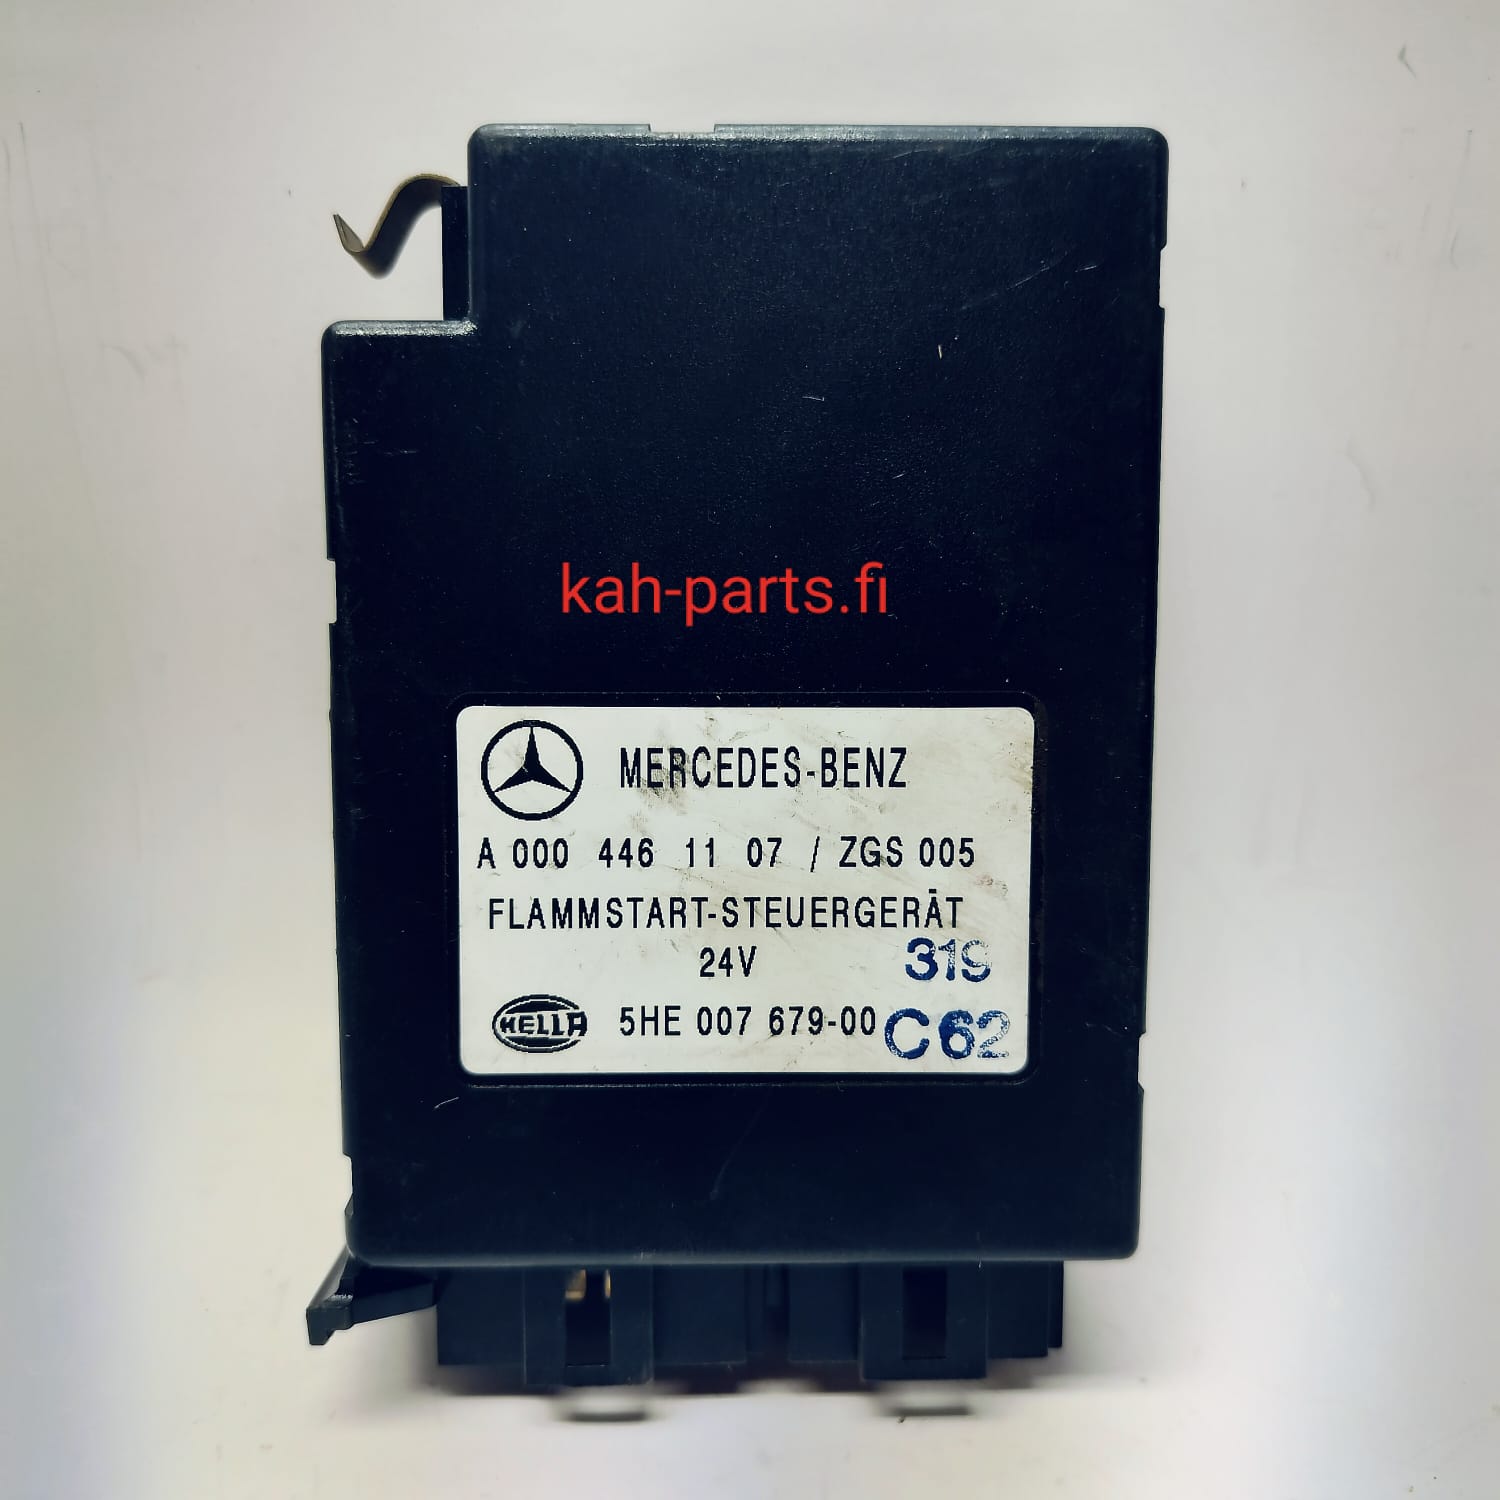 kah-parts.fi
MERCEDES-BENZ
A 000 446 11 07 / ZGS 005
FLAMMSTART-STEUERGERÄT
24V 319
HELLA 5HE 007 679-00 C62